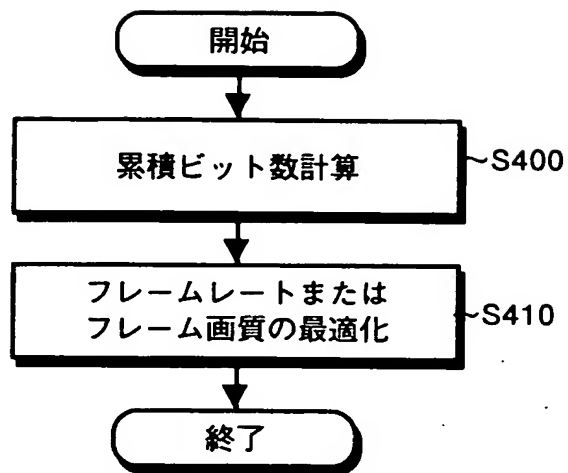 開始
累積ビット数計算
~S400
フレームレートまたは
フレーム画質の最適化
~S410
終了